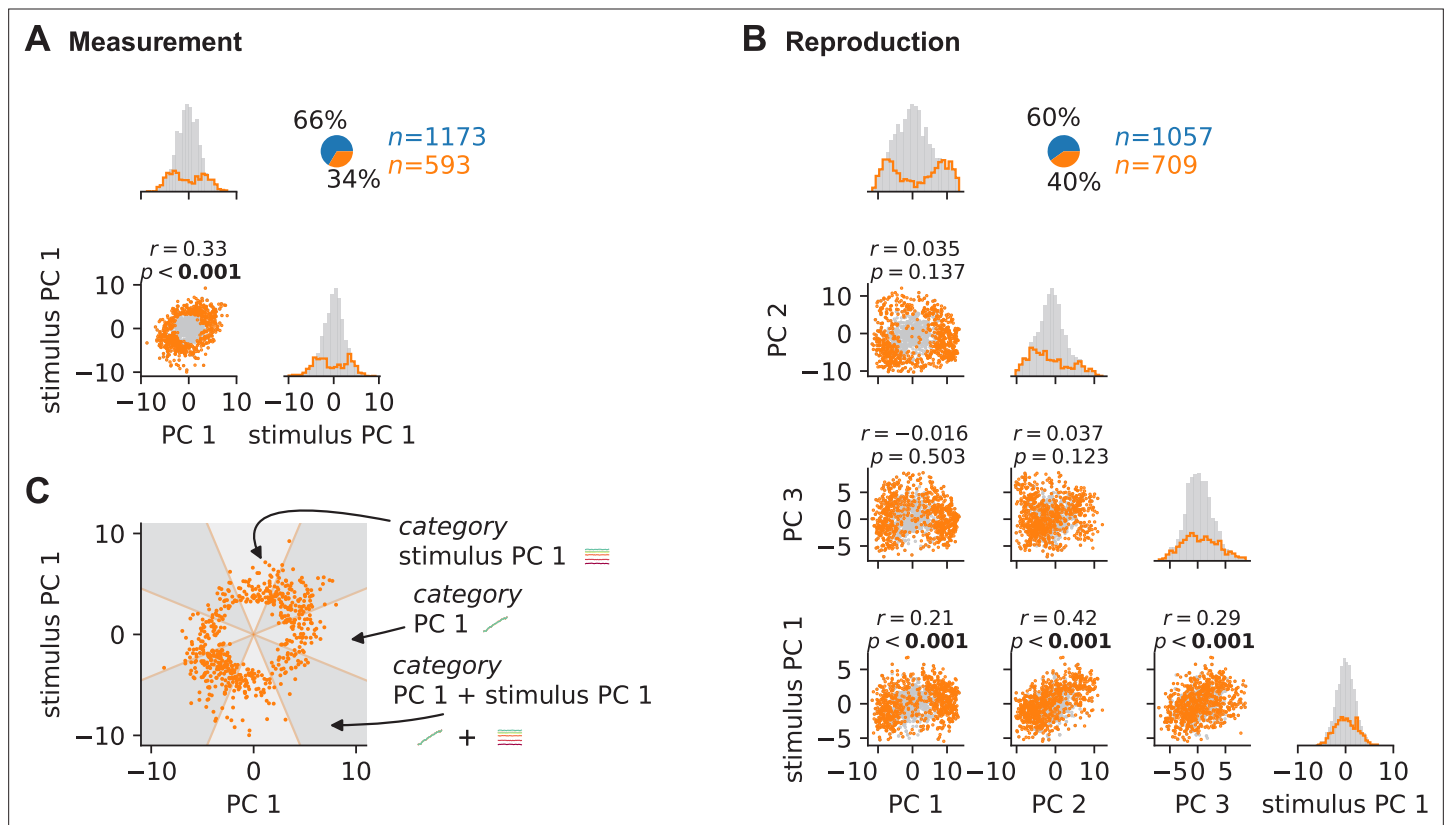 A Measurement
66%
n=1173
n=593
34%
r = 0.33
p < 0.001
stimulus PC 1
10
0
−10
−10 0 10
−10 0 10
PC 1
stimulus PC 1
B Reproduction
60%
n=1057
n=709
40%
r = 0.035
p = 0.137
PC 2
10
0
−10
r = −0.016
p = 0.503
r = 0.037
p = 0.123
PC 3
5
0
−5
r = 0.21
p < 0.001
r = 0.42
p < 0.001
r = 0.29
p < 0.001
stimulus PC 1
5
0
−5
−10 0 10
−10 0 10
−5 0 5
−10 0 10
PC 1
PC 2
PC 3
stimulus PC 1
C
stimulus PC 1
10
0
−10
−10 0 10
PC 1
category
stimulus PC 1
category
PC 1
category
PC 1 + stimulus PC 1
+